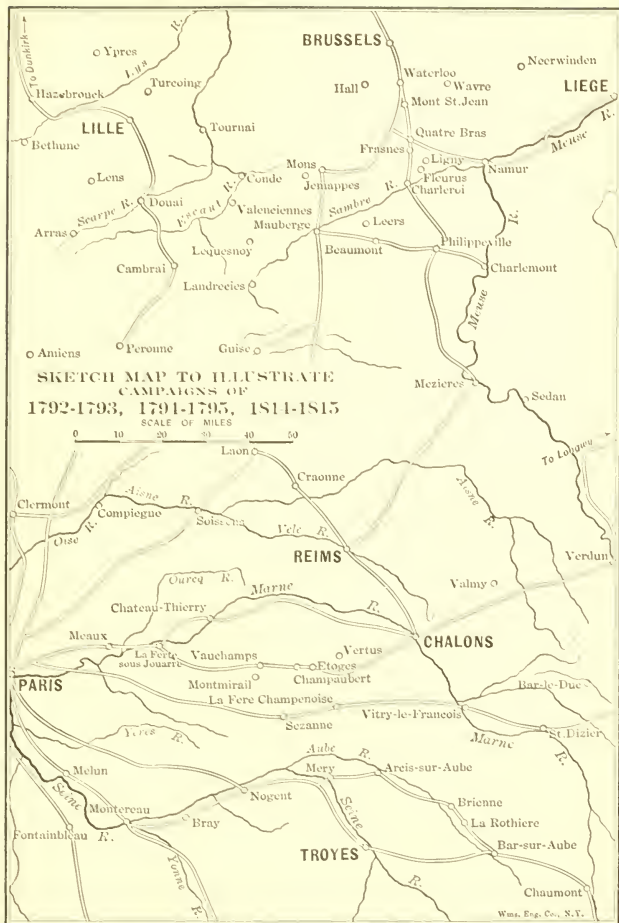 To Dunkirk
Ypres
Lys R.
Turcoing
BRUSSELS
Waterloo
Neerwinden
Hazebrouck
Hall
Wavre
LIEGE
Mont St. Jean
LILLE
Tournai
Quatre Bras
Meuse R.
Bethune
Frasnes
Ligny
Namur
Mons
Fleurus
Lens
Conde
Jemappes
Charleroi
Douai
Escaut R.
Valenciennes
Sambre R.
R.
Scarpe R.
Mauberge
Leers
Arras
Lequesnoy
Beaumont
Philippeville
Cambrai
Charlemont
Landrecies
Meuse
Amiens
Peronne
Guise
SKETCH MAP TO ILLUSTRATE
CAMPAIGNS OF
1792-1793, 1794-1795, 1814-1815
SCALE OF MILES
0 10 20 30 40 50
Mezieres
Sedan
Laon
To Longwy
Craonne
Clermont
Aisne R.
Aisne R.
Compiegne
Soissons
Oise R.
Vele R.
REIMS
Verdun
Ourcq R.
Marne R.
Valmy
Chateau-Thierry
Meaux
CHALONS
La Ferte
sous Jouarre
Vauchamps
Vertus
Etoges
PARIS
Montmirail
Champaubert
Bar-le-Duc
La Fere Champenoise
Vitry-le-Francois
Sezanne
St. Dizier
Yeres R.
Marne R.
Aube R.
Melun
Mery
Arcis-sur-Aube
Seine R.
Nogent
Brienne
Montereau
Bray
Seine R.
La Rothiere
Fontainbleau
TROYES
Bar-sur-Aube
Yonne R.
Chaumont
Wms. Eng. Co., N.Y.